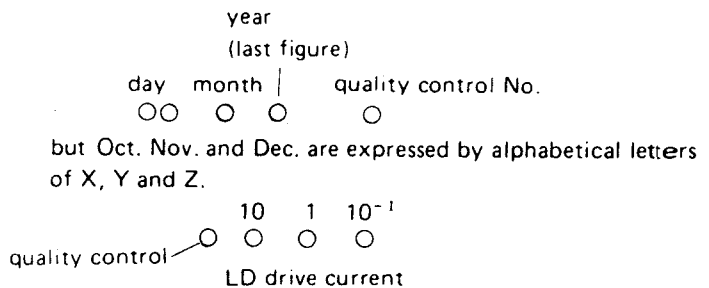 year
(last figure)
day month quality control No.
but Oct. Nov. and Dec. are expressed by alphabetical letters
of X, Y and Z.
10 1 10⁻¹
quality control
LD drive current